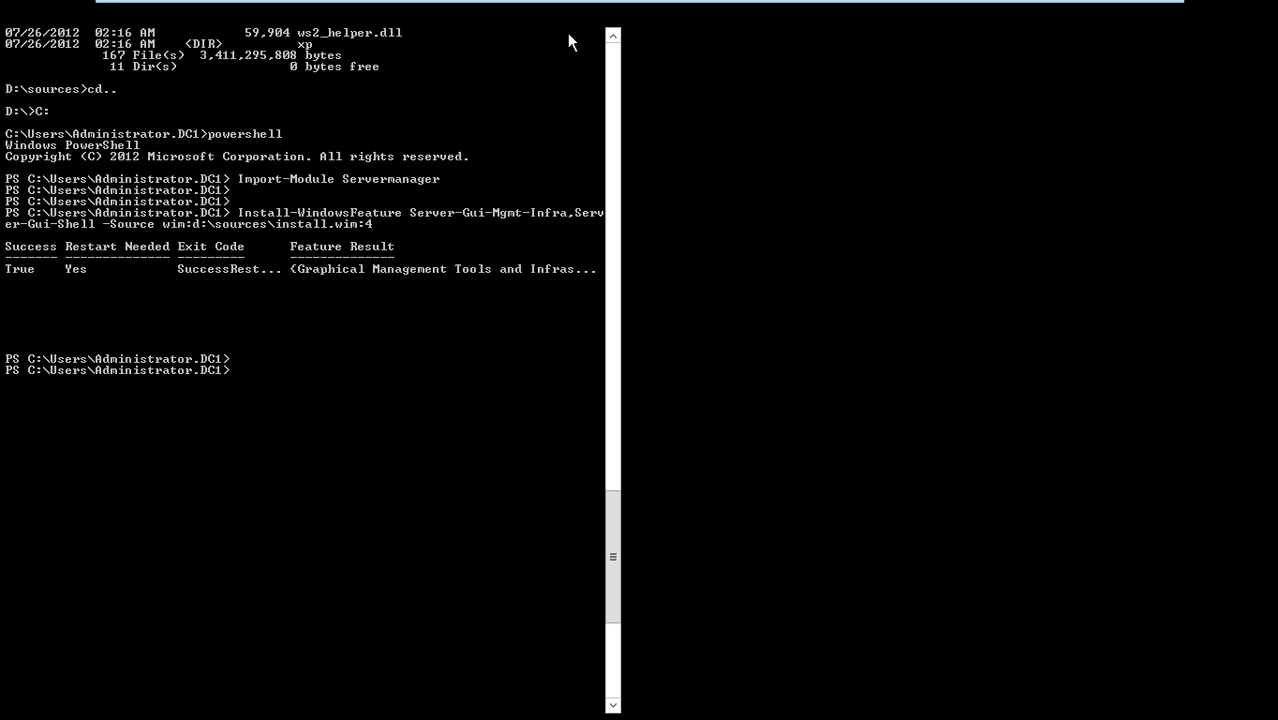 07/26/2012  02:16 AM            59,904 ws2_helper.dll
07/26/2012  02:16 AM    <DIR>          xp
             167 File(s)  3,411,295,808 bytes
              11 Dir(s)               0 bytes free
D:\sources>cd..
D:\>C:
C:\Users\Administrator.DC1>powershell
Windows PowerShell
Copyright (C) 2012 Microsoft Corporation. All rights reserved.
PS C:\Users\Administrator.DC1> Import-Module Servermanager
PS C:\Users\Administrator.DC1>
PS C:\Users\Administrator.DC1>
PS C:\Users\Administrator.DC1> Install-WindowsFeature Server-Gui-Mgmt-Infra,Serv
er-Gui-Shell -Source wim:d:\sources\install.wim:4
Success Restart Needed Exit Code      Feature Result
------- -------------- ---------      --------------
True    Yes            SuccessRest... {Graphical Management Tools and Infras...
PS C:\Users\Administrator.DC1>
PS C:\Users\Administrator.DC1>